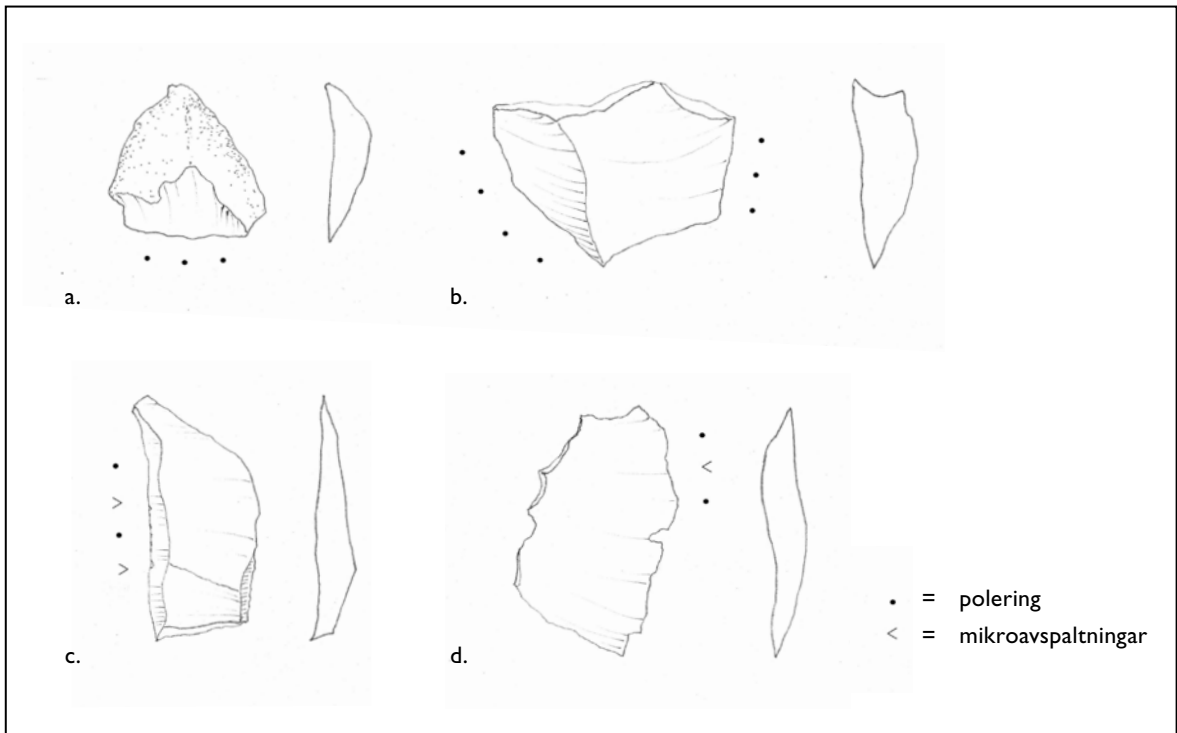 a.
b.
c.
d.
• = polering
< = mikroavspaltningar